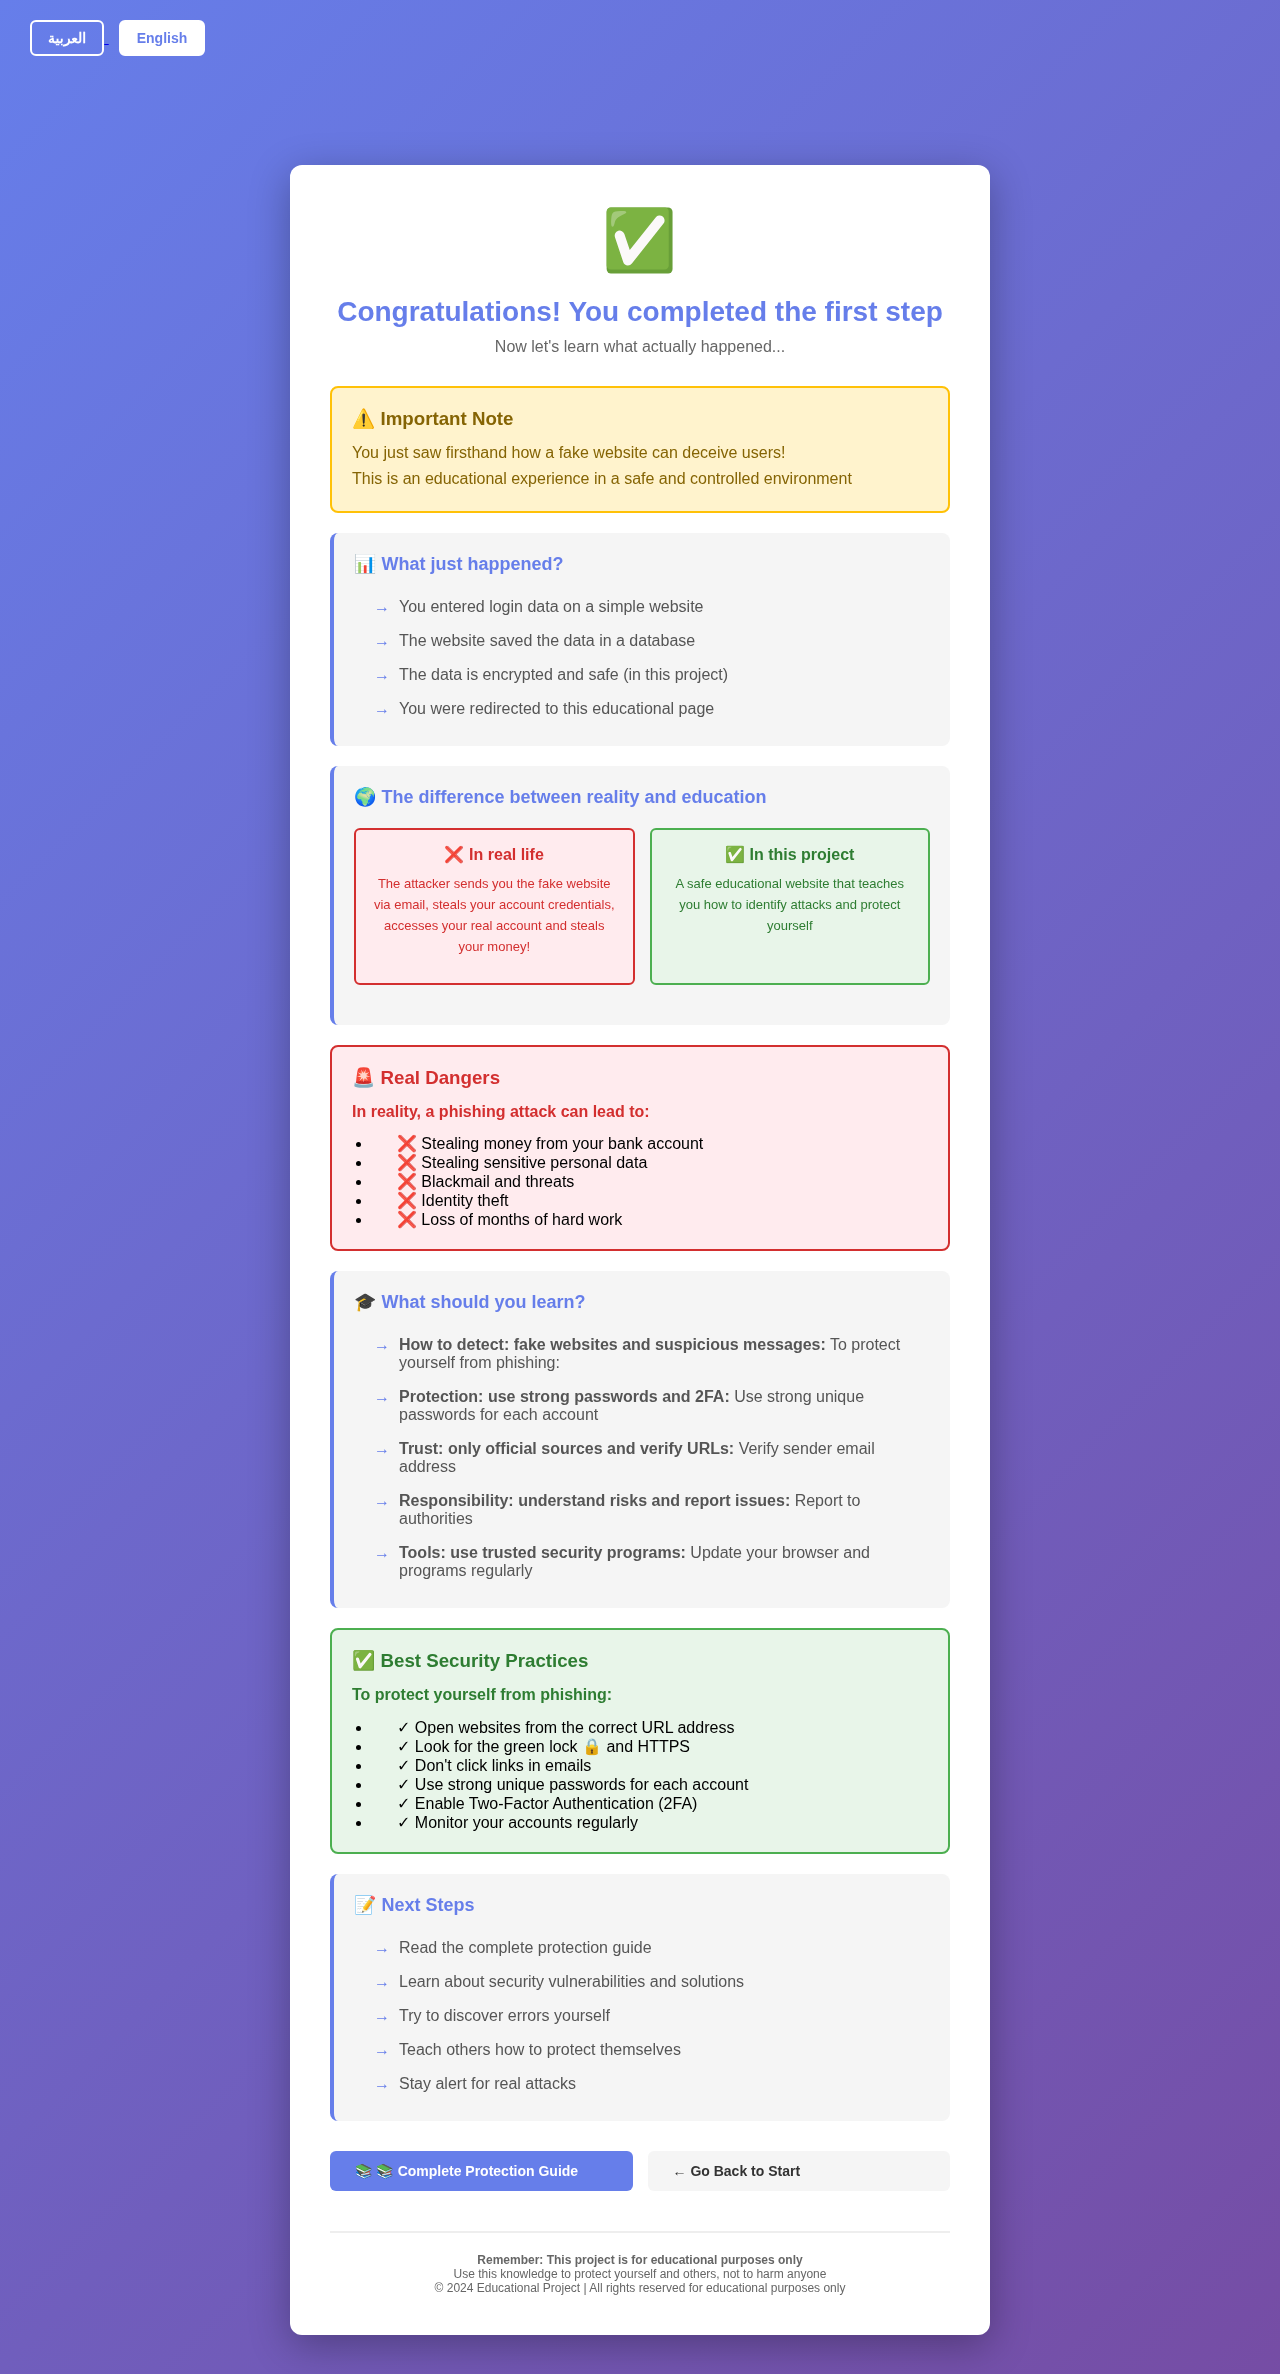 العربية English
✅
Congratulations! You completed the first step
Now let's learn what actually happened...
⚠️ Important Note
You just saw firsthand how a fake website can deceive users!
This is an educational experience in a safe and controlled environment
📊 What just happened?
→ You entered login data on a simple website
→ The website saved the data in a database
→ The data is encrypted and safe (in this project)
→ You were redirected to this educational page
🌍 The difference between reality and education
❌ In real life
The attacker sends you the fake website
via email, steals your account credentials,
accesses your real account and steals
your money!
✅ In this project
A safe educational website that teaches
you how to identify attacks and protect
yourself
🚨 Real Dangers
In reality, a phishing attack can lead to:
• ❌ Stealing money from your bank account
• ❌ Stealing sensitive personal data
• ❌ Blackmail and threats
• ❌ Identity theft
• ❌ Loss of months of hard work
🎓 What should you learn?
→ How to detect: fake websites and suspicious messages: To protect
yourself from phishing:
→ Protection: use strong passwords and 2FA: Use strong unique
passwords for each account
→ Trust: only official sources and verify URLs: Verify sender email
address
→ Responsibility: understand risks and report issues: Report to
authorities
→ Tools: use trusted security programs: Update your browser and
programs regularly
✅ Best Security Practices
To protect yourself from phishing:
• ✓ Open websites from the correct URL address
• ✓ Look for the green lock 🔒 and HTTPS
• ✓ Don't click links in emails
• ✓ Use strong unique passwords for each account
• ✓ Enable Two-Factor Authentication (2FA)
• ✓ Monitor your accounts regularly
📝 Next Steps
→ Read the complete protection guide
→ Learn about security vulnerabilities and solutions
→ Try to discover errors yourself
→ Teach others how to protect themselves
→ Stay alert for real attacks
📚 📚 Complete Protection Guide
← Go Back to Start
Remember: This project is for educational purposes only
Use this knowledge to protect yourself and others, not to harm anyone
© 2024 Educational Project | All rights reserved for educational purposes only